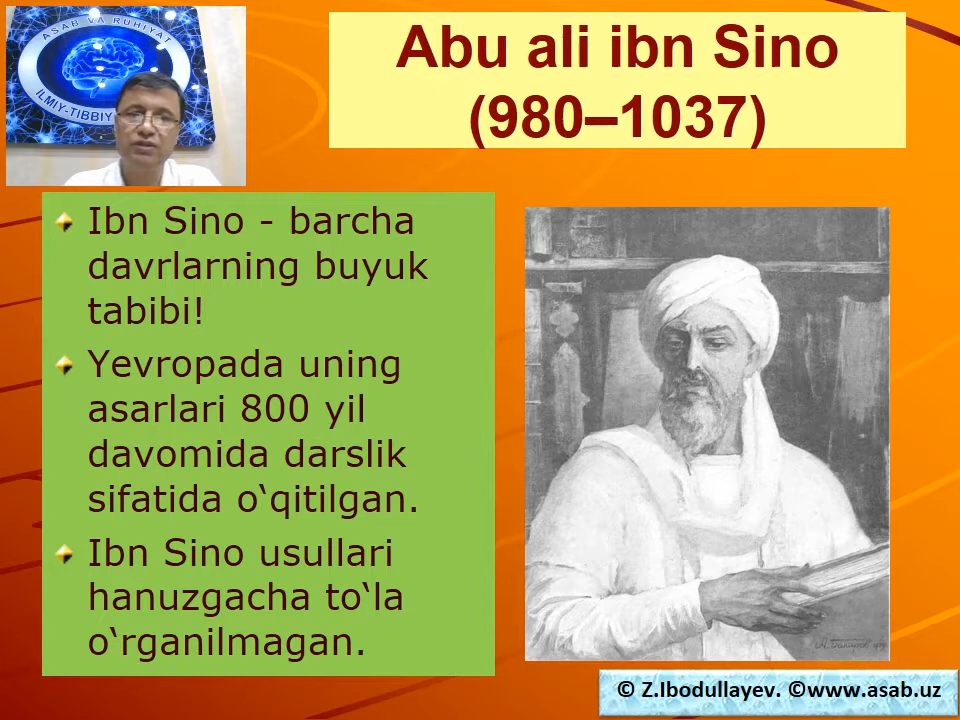 ASAB VA RUHIYAT
ILMIY-TIBBIY
Abu ali ibn Sino
(980–1037)
Ibn Sino - barcha
davrlarning buyuk
tabibi!
Yevropada uning
asarlari 800 yil
davomida darslik
sifatida o‘qitilgan.
Ibn Sino usullari
hanuzgacha to‘la
o‘rganilmagan.
© Z.Ibodullayev. ©www.asab.uz